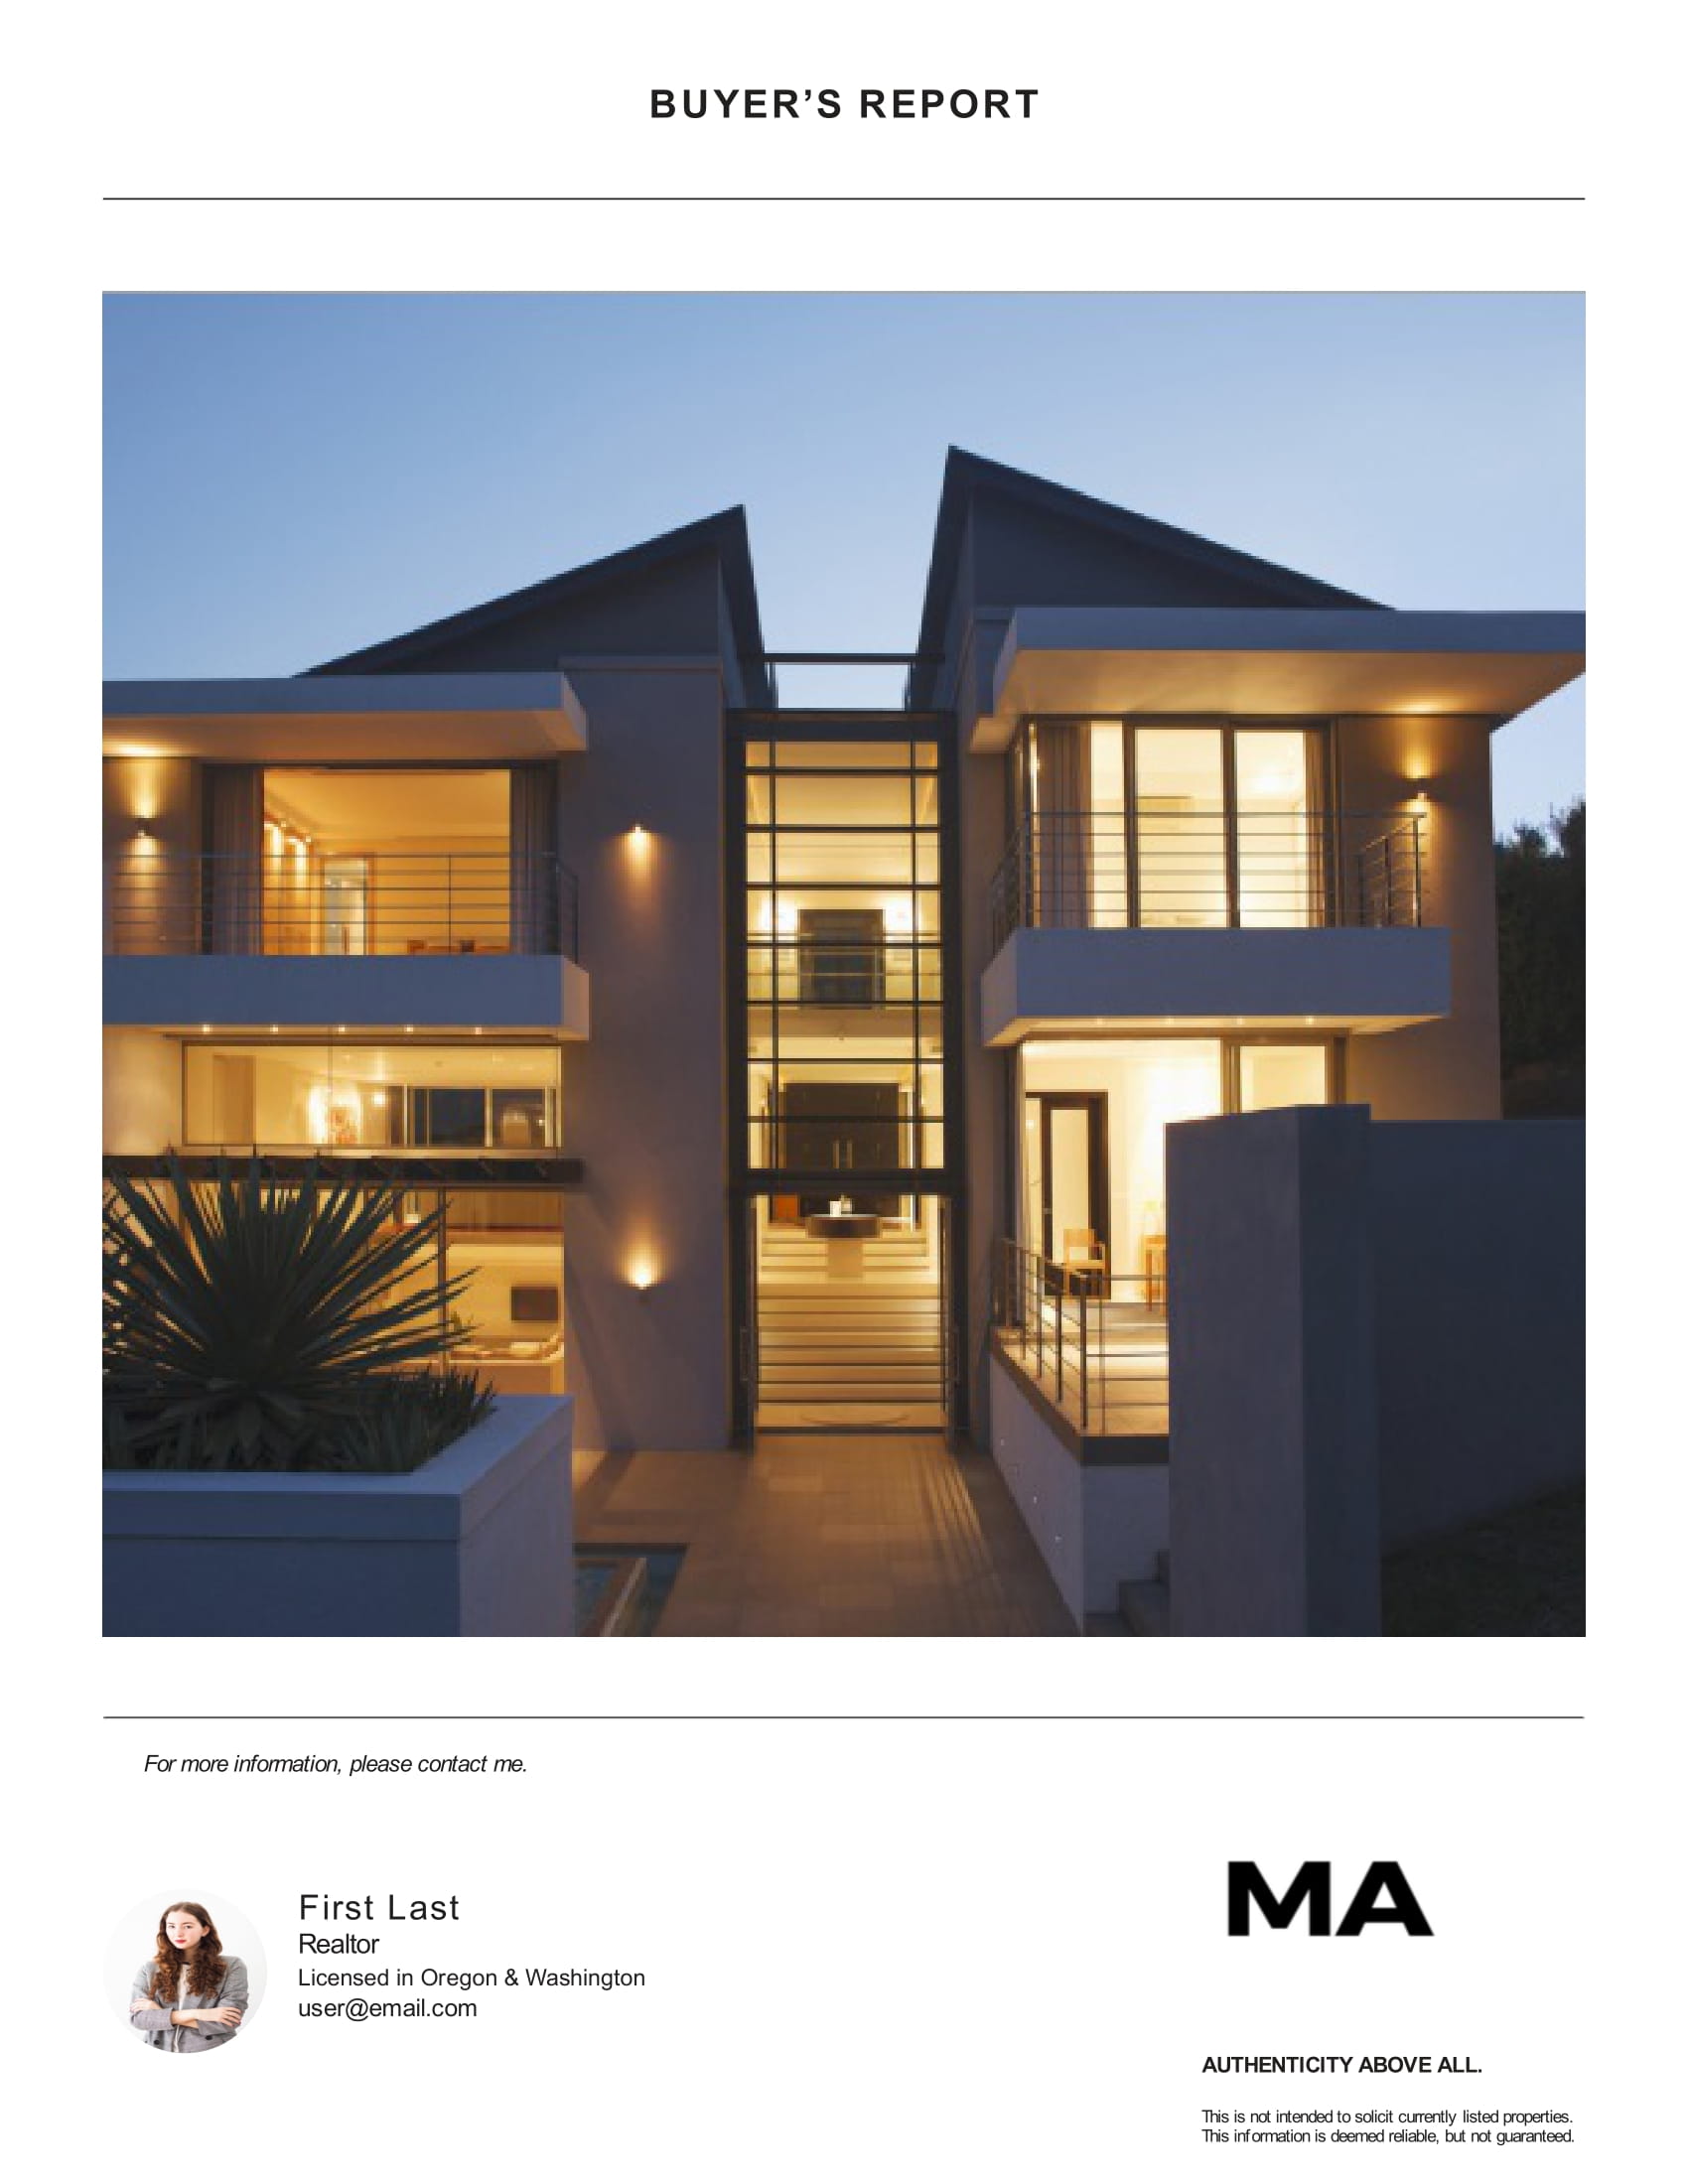 BUYER’S REPORT
For more information, please contact me.
First Last
Realtor
Licensed in Oregon & Washington
user@email.com
MA
AUTHENTICITY ABOVE ALL.
This is not intended to solicit currently listed properties.
This information is deemed reliable, but not guaranteed.